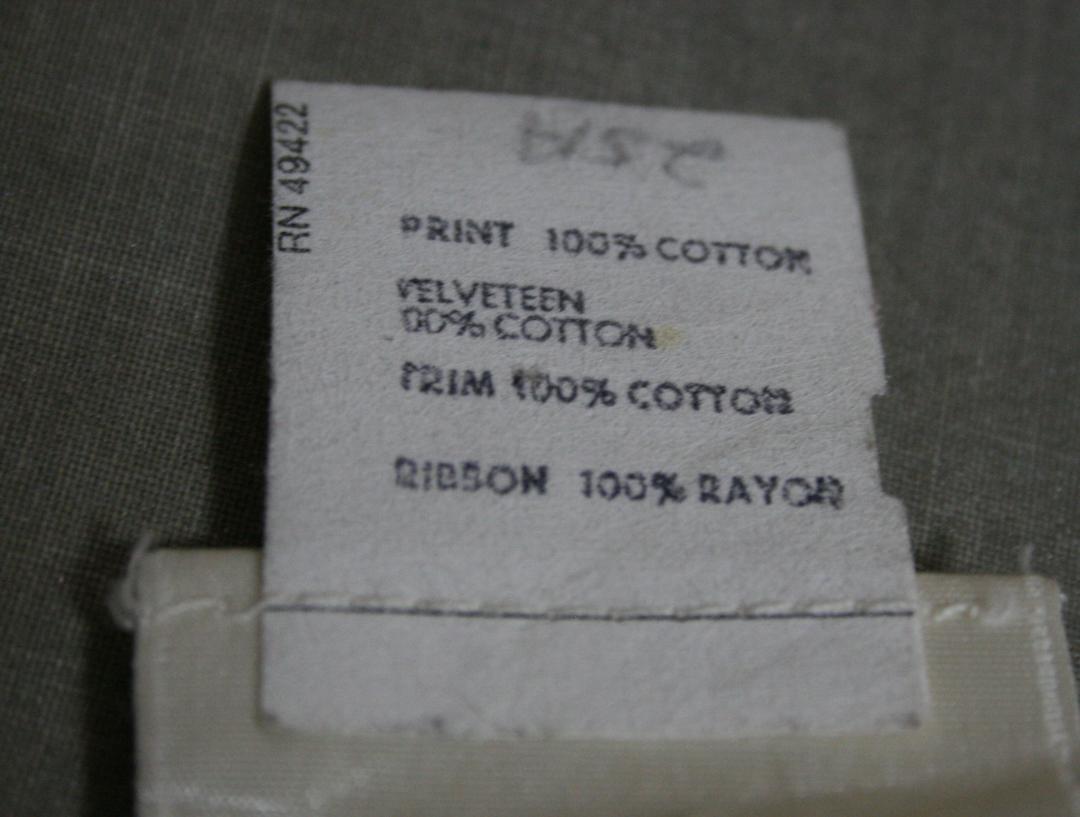 RN 49422
PRINT 100% COTTON
VELVETEEN
00% COTTON
TRIM 100% COTTON
RIBBON 100% RAYON